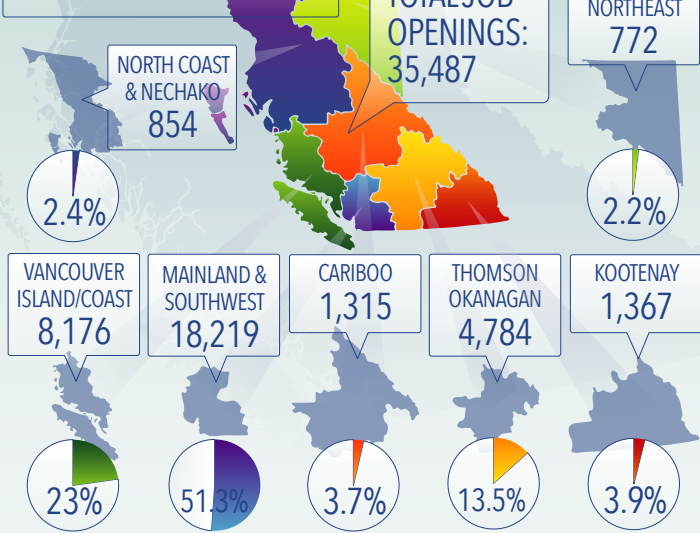 TOTAL JOB
OPENINGS:
35,487
NORTHEAST
772
2.2%
NORTH COAST
& NECHAKO
854
2.4%
VANCOUVER
ISLAND/COAST
8,176
23%
MAINLAND &
SOUTHWEST
18,219
51.3%
CARIBOO
1,315
3.7%
THOMSON
OKANAGAN
4,784
13.5%
KOOTENAY
1,367
3.9%